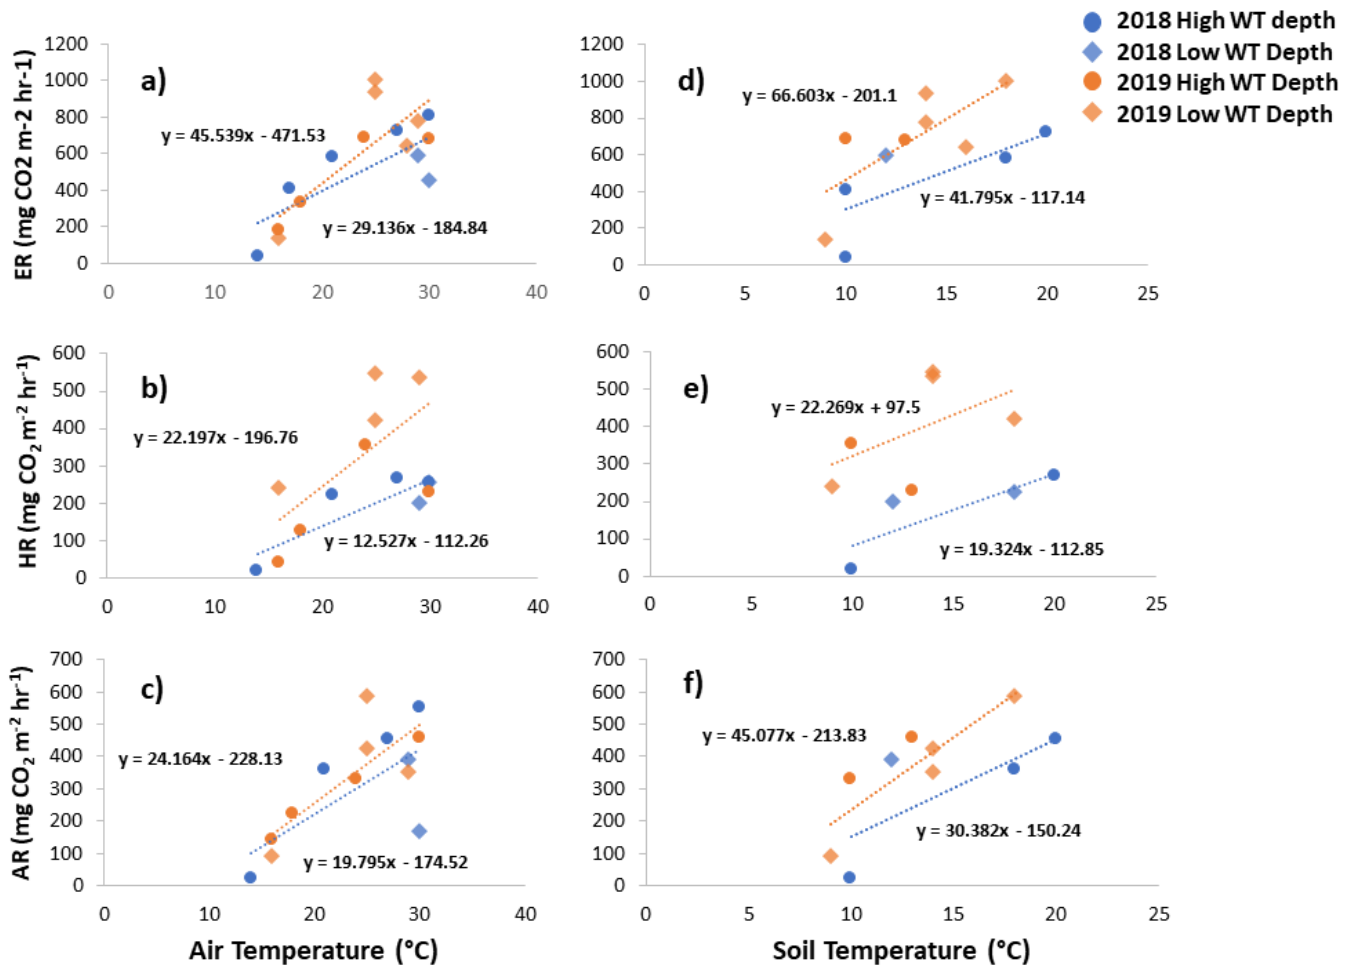 2018 High WT depth
2018 Low WT Depth
2019 High WT Depth
2019 Low WT Depth
ER (mg CO2 m-2 hr-1)
a)
1200
1000
800
600
400
200
0
y = 45.539x - 471.53
y = 29.136x - 184.84
0 10 20 30 40
d)
1200
1000
800
600
400
200
0
y = 66.603x - 201.1
y = 41.795x - 117.14
0 5 10 15 20 25
HR (mg CO₂ m⁻² hr⁻¹)
b)
600
500
400
300
200
100
0
y = 22.197x - 196.76
y = 12.527x - 112.26
0 10 20 30 40
e)
600
500
400
300
200
100
0
y = 22.269x + 97.5
y = 19.324x - 112.85
0 5 10 15 20 25
AR (mg CO₂ m⁻² hr⁻¹)
c)
700
600
500
400
300
200
100
0
y = 24.164x - 228.13
y = 19.795x - 174.52
0 10 20 30 40
Air Temperature (°C)
f)
700
600
500
400
300
200
100
0
y = 45.077x - 213.83
y = 30.382x - 150.24
0 5 10 15 20 25
Soil Temperature (°C)